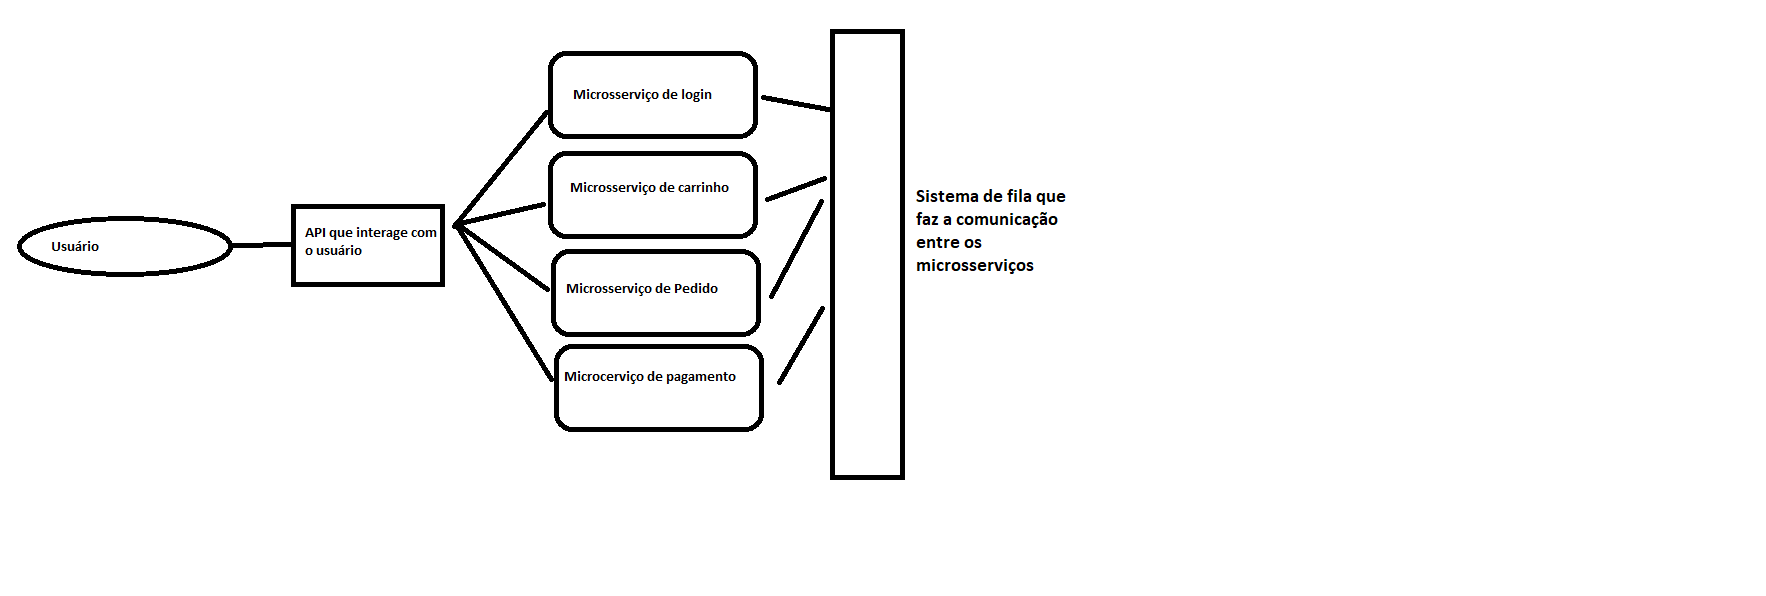 Usuário
API que interage com
o usuário
Microsserviço de login
Microsserviço de carrinho
Microsserviço de Pedido
Microcerviço de pagamento
Sistema de fila que
faz a comunicação
entre os
microsserviços